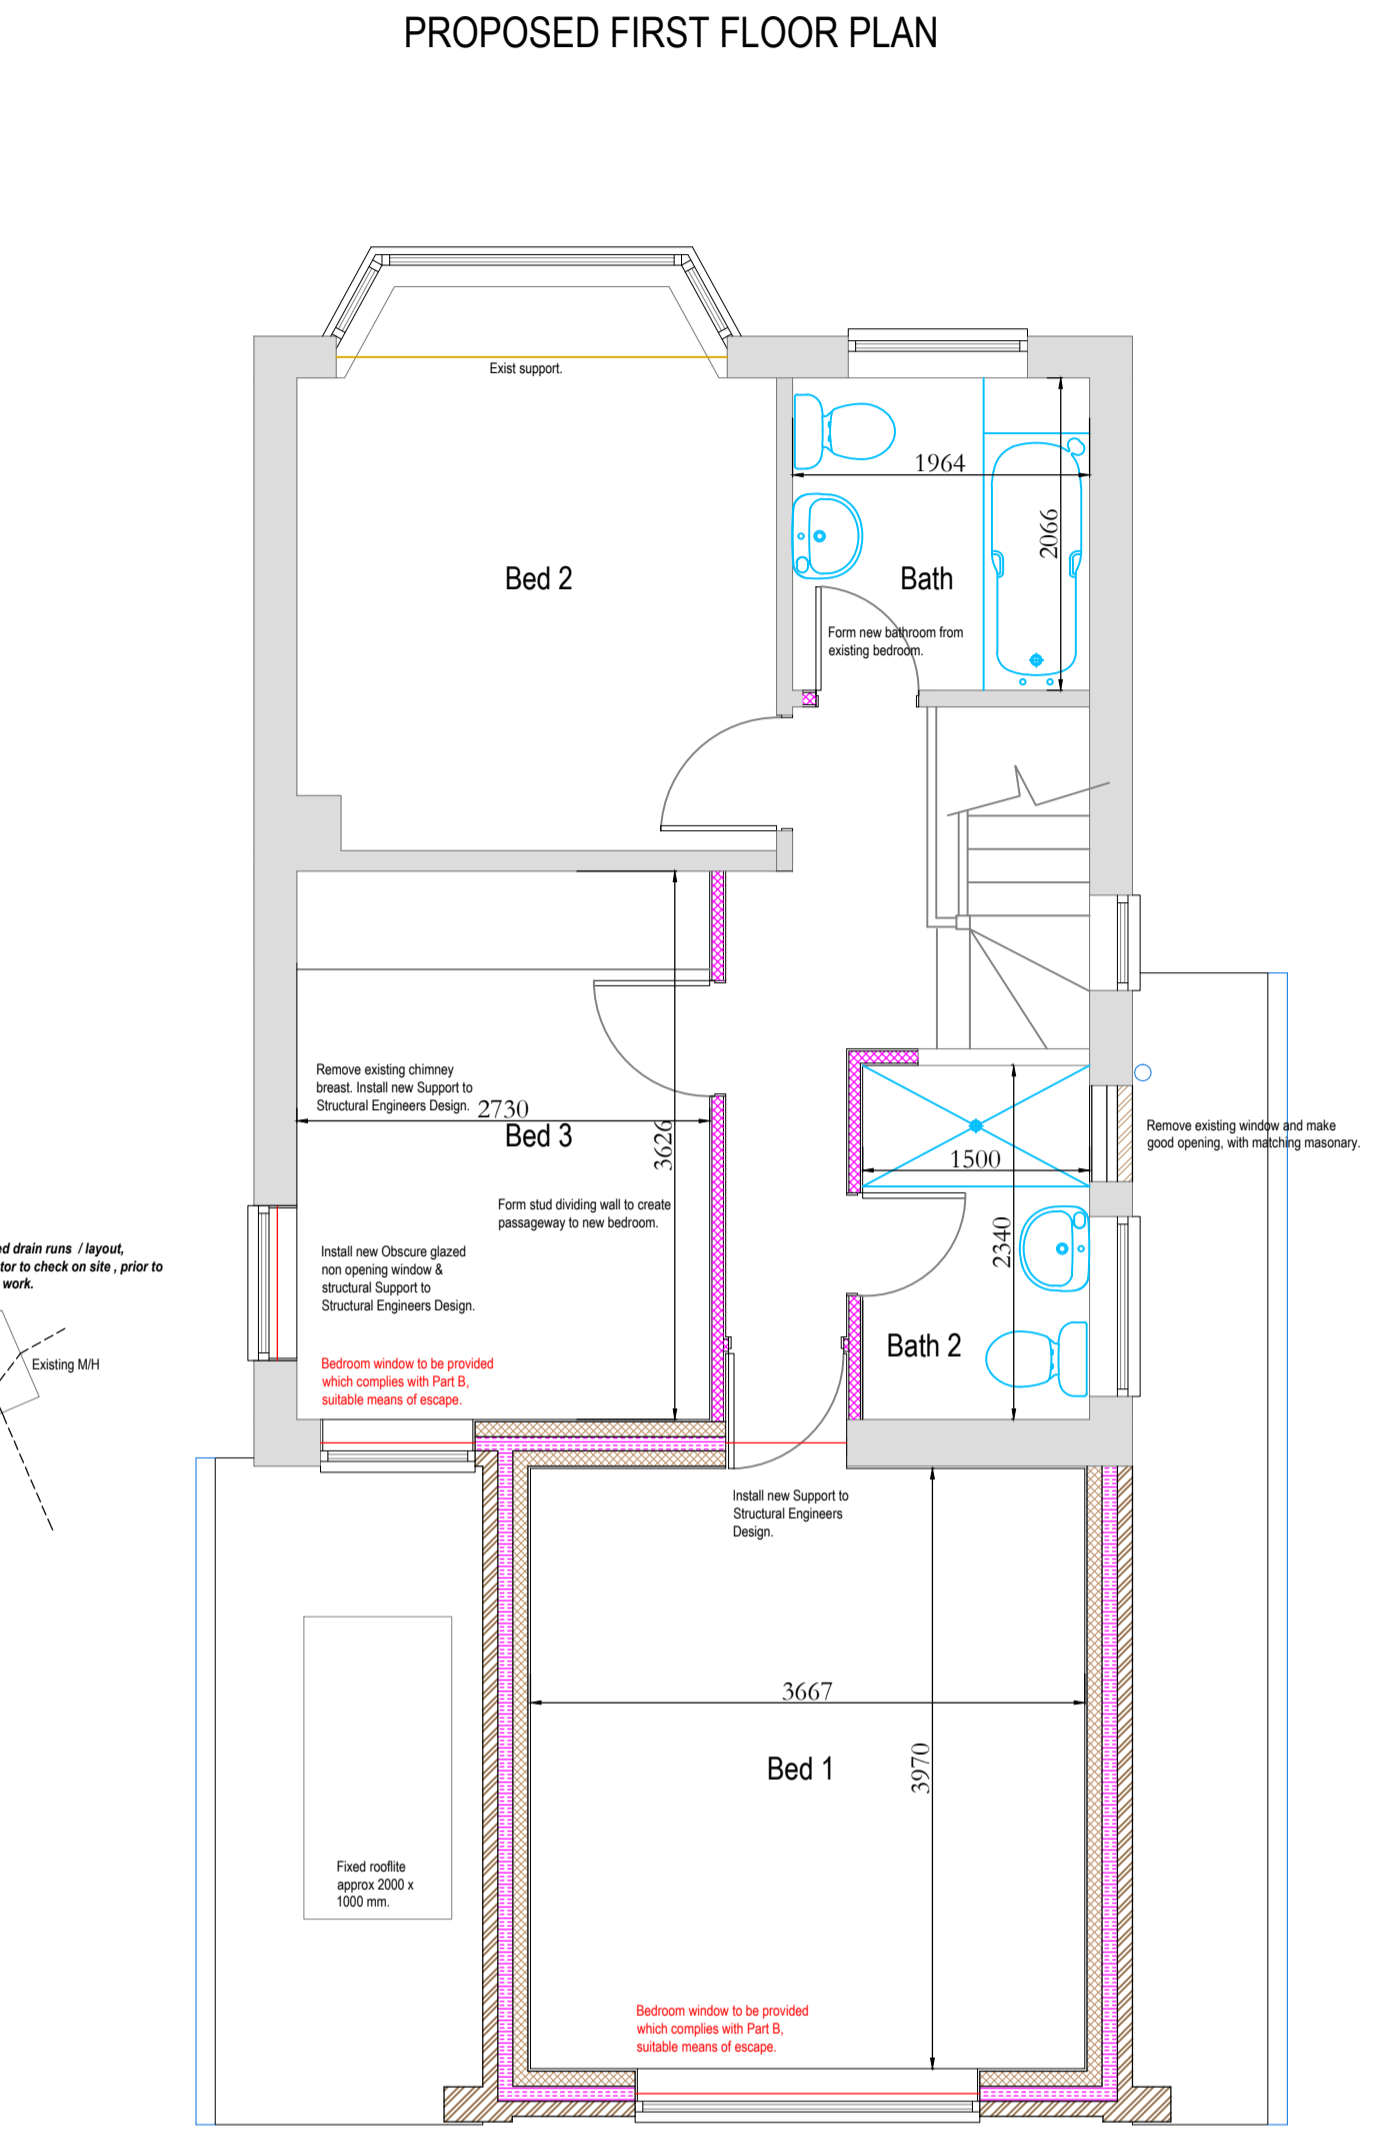 PROPOSED FIRST FLOOR PLAN
Exist support.
1964
2066
Bed 2
Bath
Form new bathroom from
existing bedroom.
Remove existing chimney
breast. Install new Support to
Structural Engineers Design.
2730
Bed 3
3626
1500
Remove existing window and make
good opening, with matching masonary.
Form stud dividing wall to create
passageway to new bedroom.
2340
ed drain runs / layout,
tor to check on site , prior to
work.
Install new Obscure glazed
non opening window &
structural Support to
Structural Engineers Design.
Bath 2
Existing M/H
Bedroom window to be provided
which complies with Part B,
suitable means of escape.
Install new Support to
Structural Engineers
Design.
3667
Bed 1
3970
Fixed rooflite
approx 2000 x
1000 mm.
Bedroom window to be provided
which complies with Part B,
suitable means of escape.